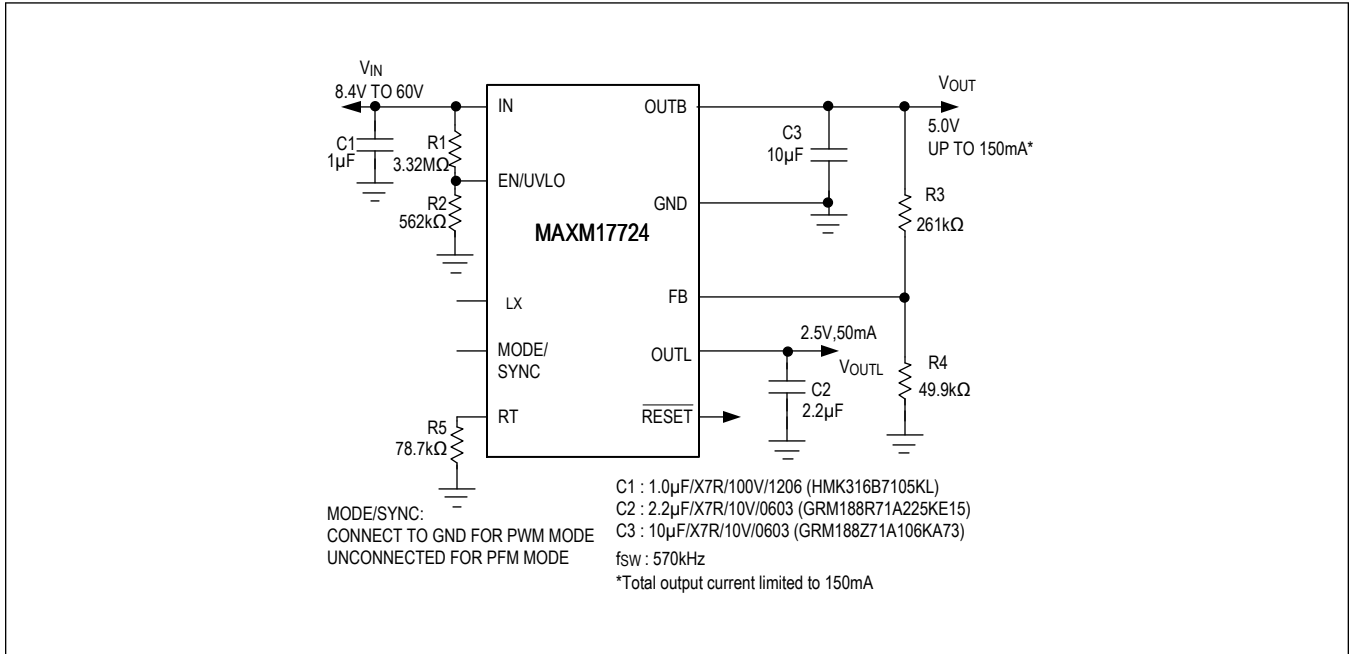 VIN
8.4V TO 60V
C1
1µF
R1
3.32MΩ
R2
562kΩ
IN
EN/UVLO
LX
MODE/
SYNC
RT
R5
78.7kΩ
MAXM17724
OUTB
GND
FB
OUTL
RESET
C3
10µF
VOUT
5.0V
UP TO 150mA*
R3
261kΩ
2.5V,50mA
VOUTL
C2
2.2µF
R4
49.9kΩ
MODE/SYNC:
CONNECT TO GND FOR PWM MODE
UNCONNECTED FOR PFM MODE
C1 : 1.0µF/X7R/100V/1206 (HMK316B7105KL)
C2 : 2.2µF/X7R/10V/0603 (GRM188R71A225KE15)
C3 : 10µF/X7R/10V/0603 (GRM188Z71A106KA73)
fSW : 570kHz
*Total output current limited to 150mA